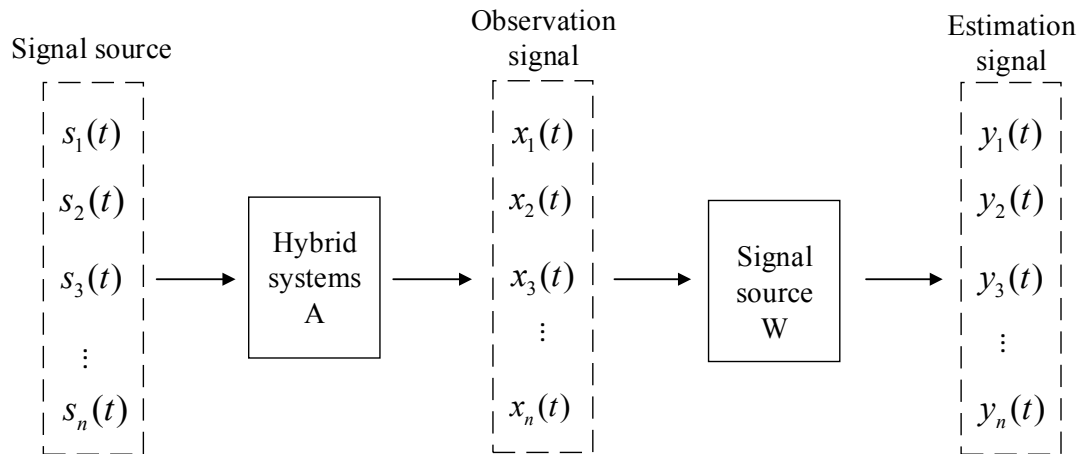 Signal source
s₁(t)
s₂(t)
s₃(t)
⋮
sₙ(t)
Hybrid
systems
A
Observation
signal
x₁(t)
x₂(t)
x₃(t)
⋮
xₙ(t)
Signal
source
W
Estimation
signal
y₁(t)
y₂(t)
y₃(t)
⋮
yₙ(t)